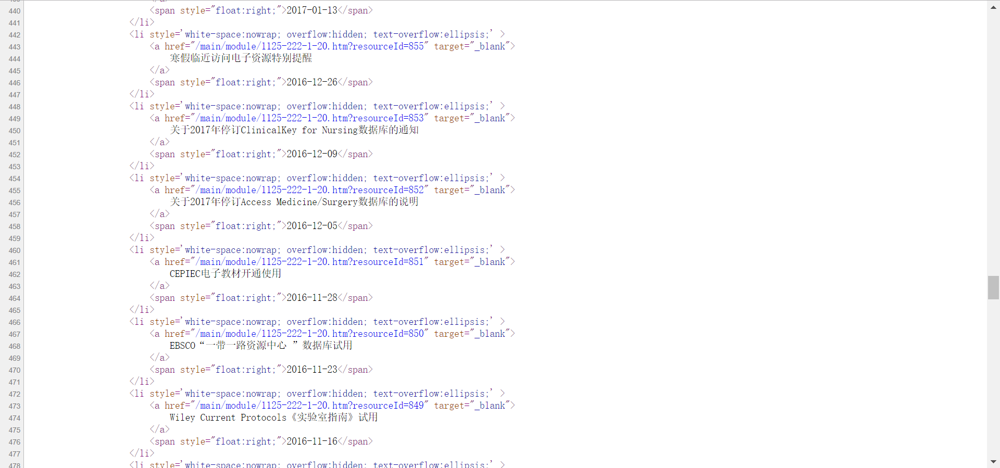 440 <span style="float:right;">2017-01-13</span>
441 </li>
442 <li style='white-space:nowrap; overflow:hidden; text-overflow:ellipsis;' >
443 <a href="/main/module/1125-222-1-20.htm?resourceId=855" target="_blank">
444 寒假临近访问电子资源特别提醒
445 </a>
446 <span style="float:right;">2016-12-26</span>
447 </li>
448 <li style='white-space:nowrap; overflow:hidden; text-overflow:ellipsis;' >
449 <a href="/main/module/1125-222-1-20.htm?resourceId=853" target="_blank">
450 关于2017年停订ClinicalKey for Nursing数据库的通知
451 </a>
452 <span style="float:right;">2016-12-09</span>
453 </li>
454 <li style='white-space:nowrap; overflow:hidden; text-overflow:ellipsis;' >
455 <a href="/main/module/1125-222-1-20.htm?resourceId=852" target="_blank">
456 关于2017年停订Access Medicine/Surgery数据库的说明
457 </a>
458 <span style="float:right;">2016-12-05</span>
459 </li>
460 <li style='white-space:nowrap; overflow:hidden; text-overflow:ellipsis;' >
461 <a href="/main/module/1125-222-1-20.htm?resourceId=851" target="_blank">
462 CEPIEC电子教材开通使用
463 </a>
464 <span style="float:right;">2016-11-28</span>
465 </li>
466 <li style='white-space:nowrap; overflow:hidden; text-overflow:ellipsis;' >
467 <a href="/main/module/1125-222-1-20.htm?resourceId=850" target="_blank">
468 EBSCO“一带一路资源中心 ”数据库试用
469 </a>
470 <span style="float:right;">2016-11-23</span>
471 </li>
472 <li style='white-space:nowrap; overflow:hidden; text-overflow:ellipsis;' >
473 <a href="/main/module/1125-222-1-20.htm?resourceId=849" target="_blank">
474 Wiley Current Protocols《实验室指南》试用
475 </a>
476 <span style="float:right;">2016-11-16</span>
477 </li>
478 <li style='white-space:nowrap; overflow:hidden; text-overflow:ellipsis;' >